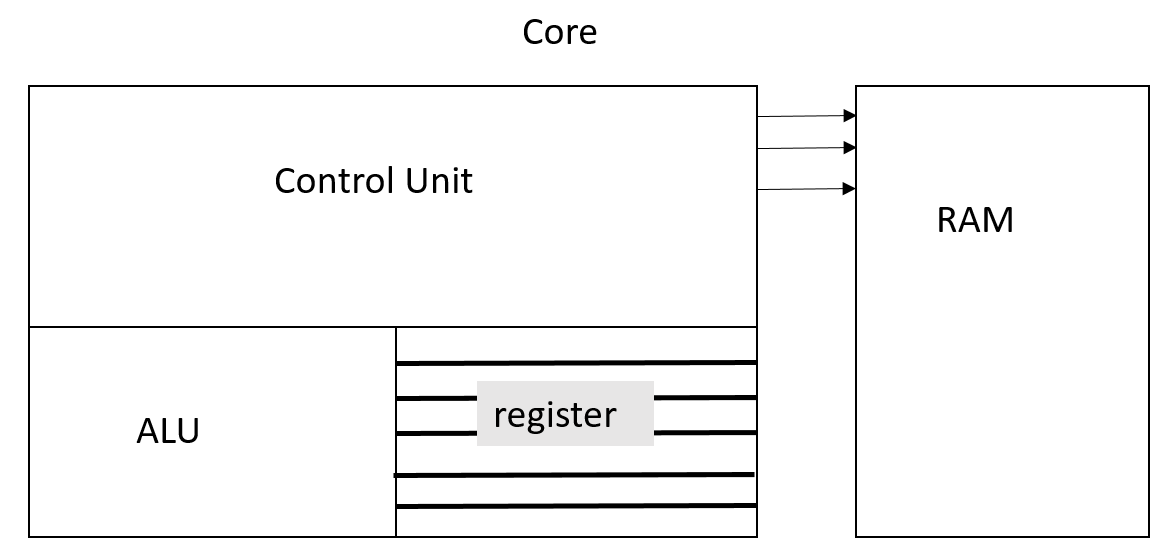 Core
Control Unit
RAM
ALU
register